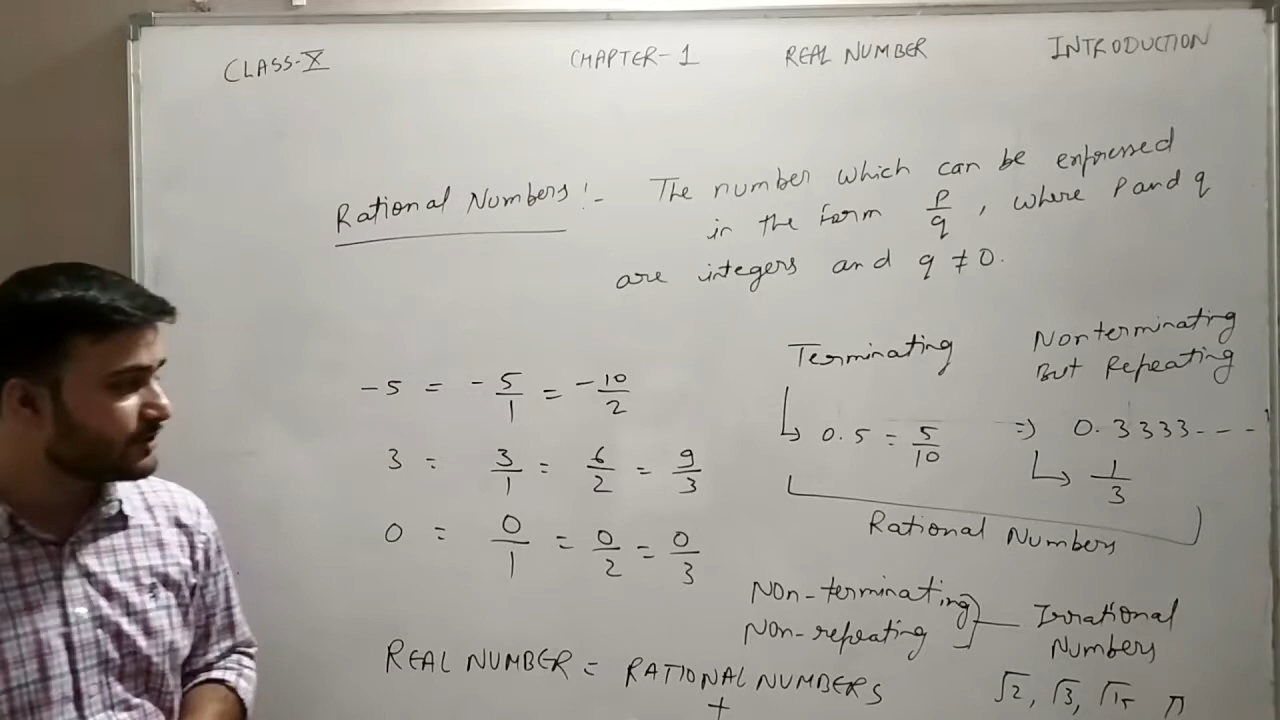 CLASS-X CHAPTER-1 REAL NUMBER INTRODUCTION
Rational Numbers:- The number which can be expressed
in the form p/q, where p and q
are integers and q ≠ 0.
-5 = -5/1 = -10/2
3 = 3/1 = 6/2 = 9/3
0 = 0/1 = 0/2 = 0/3
Terminating
↳ 0.5 = 5/10
Nonterminating
But Repeating
⇒ 0.3333----
↳ 1/3
Rational Numbers
Non-terminating
Non-repeating
Irrational
Numbers
√2, √3, √15 π
REAL NUMBER = RATIONAL NUMBERS
+